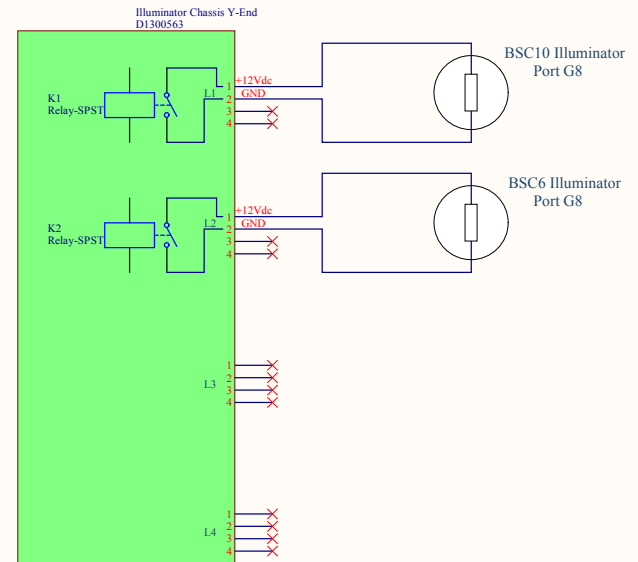 Illuminator Chassis Y-End
D1300563
K1
Relay-SPST
L1
1
2
3
4
+12Vdc
GND
BSC10 Illuminator
Port G8
K2
Relay-SPST
L2
1
2
3
4
+12Vdc
GND
BSC6 Illuminator
Port G8
L3
1
2
3
4
L4
1
2
3
4